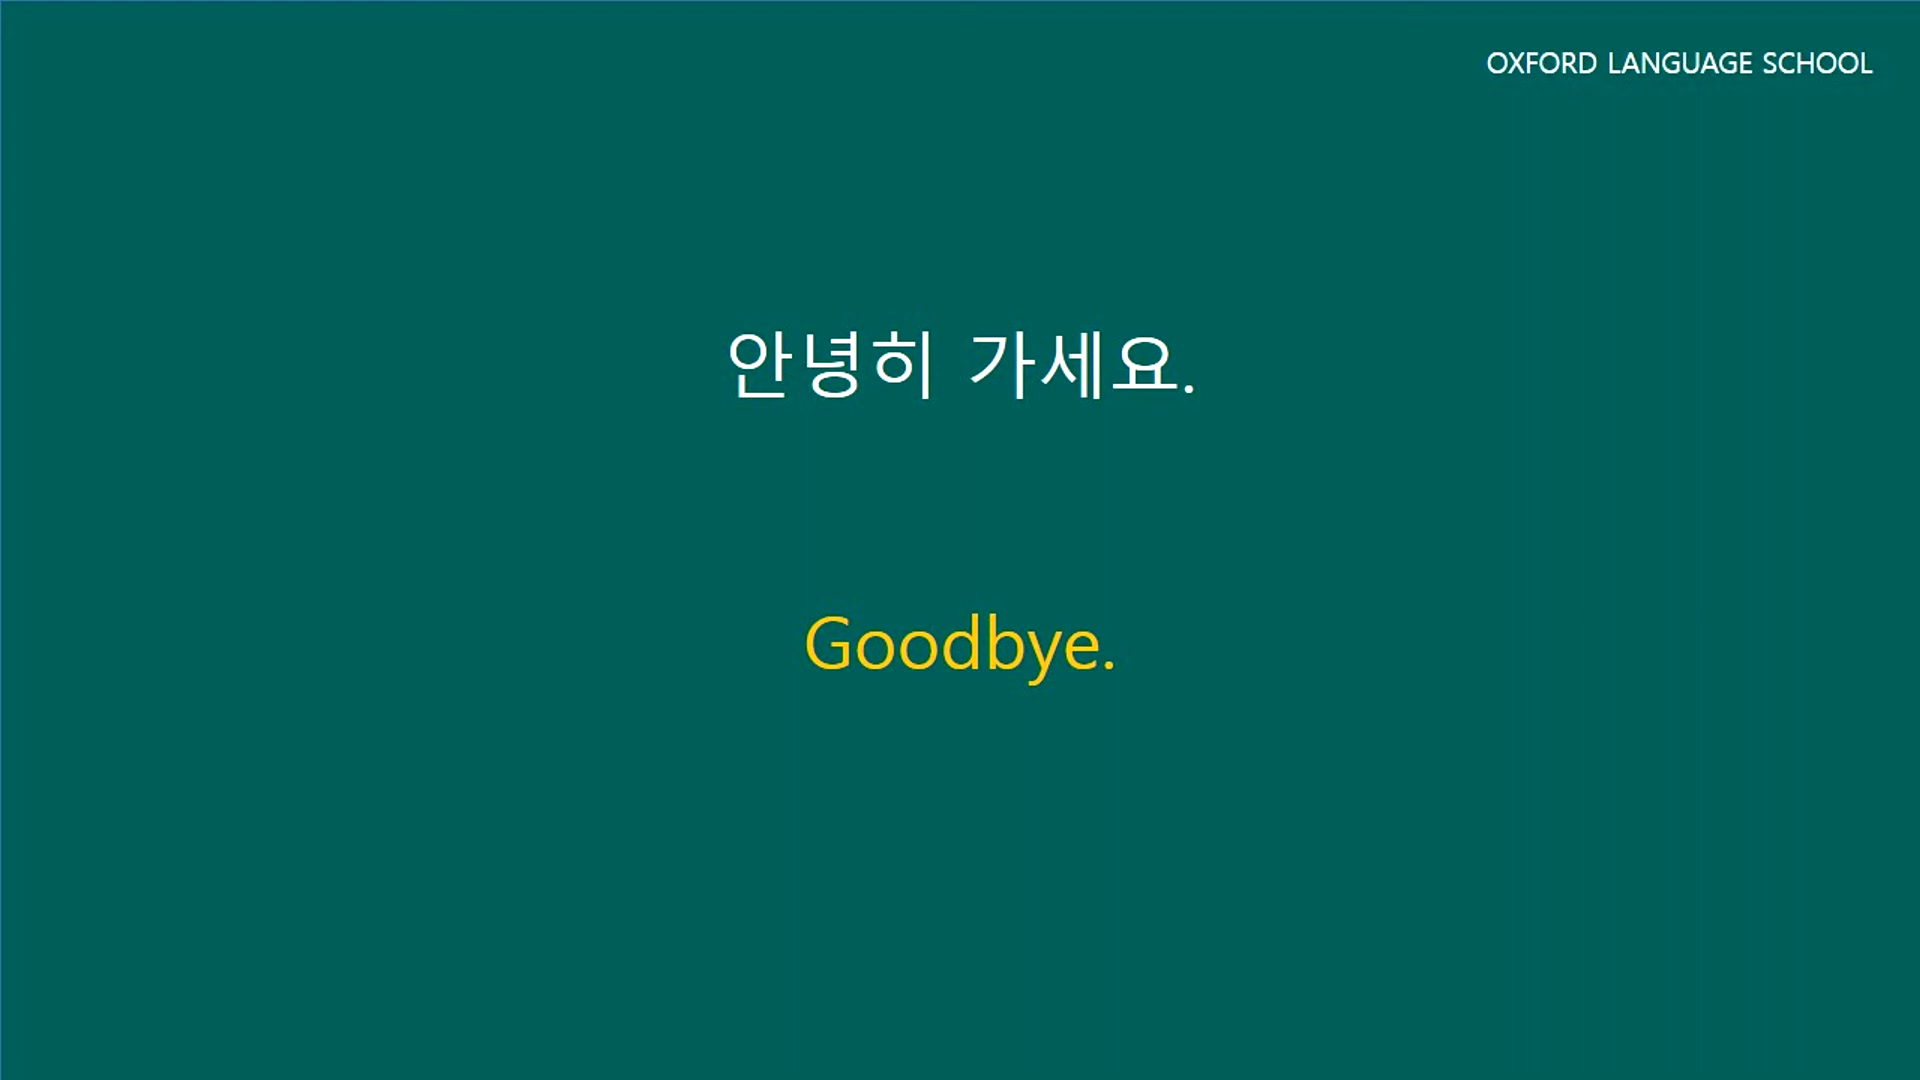 OXFORD LANGUAGE SCHOOL
안녕히 가세요.
Goodbye.